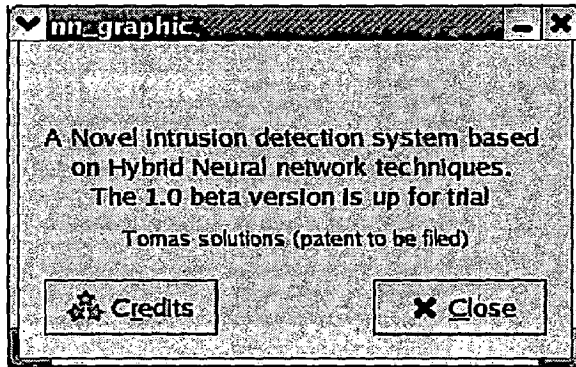 nn_graphic
A Novel intrusion detection system based
on Hybrid Neural network techniques.
The 1.0 beta version is up for trial
Tomas solutions (patent to be filed)
Credits
Close